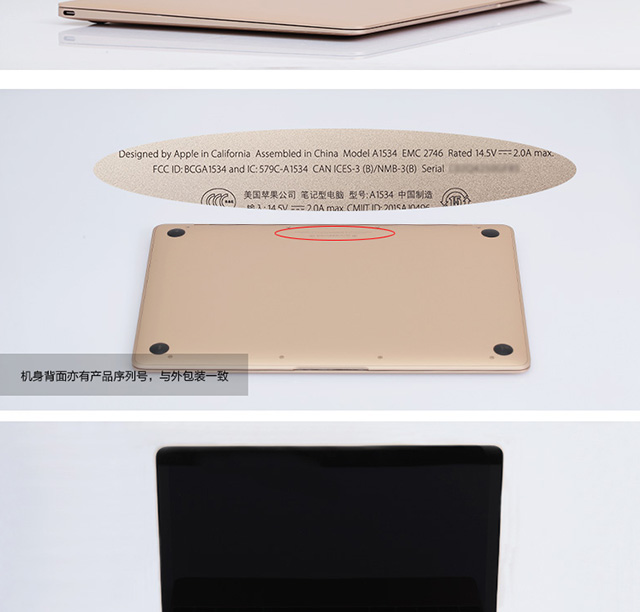 Designed by Apple in California Assembled in China Model A1534 EMC 2746 Rated 14.5V⎓2.0A max.
FCC ID: BCGA1534 and IC: 579C-A1534 CAN ICES-3 (B)/NMB-3(B) Serial
美国苹果公司 笔记型电脑 型号: A1534 中国制造
输入: 14.5V⎓2.0A max. CMIIT ID: 2015AJ0496
机身背面亦有产品序列号，与外包装一致